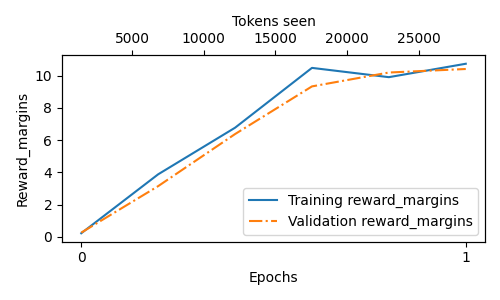 Tokens seen
5000 10000 15000 20000 25000
Reward_margins
10
8
6
4
2
0
Training reward_margins
Validation reward_margins
0 1
Epochs